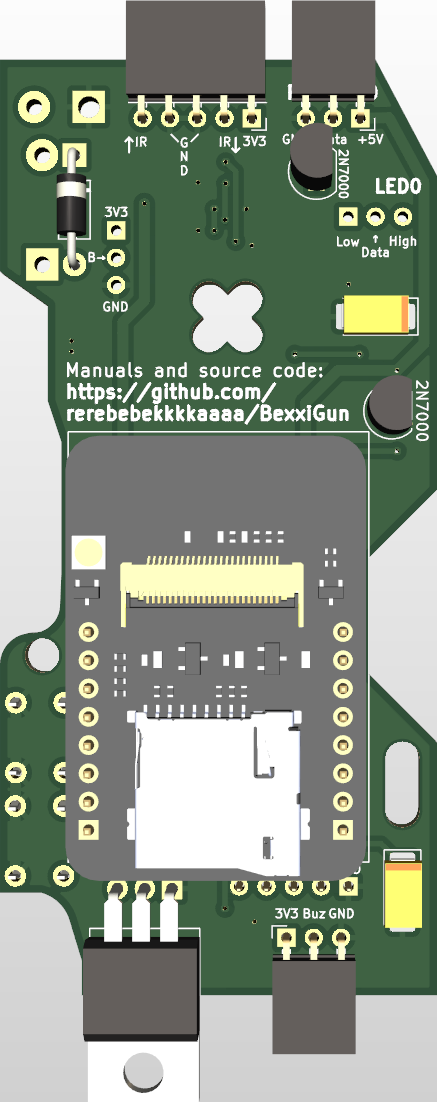 ↑IR GND IR↓ 3V3
+5V
2N7000
LED0
3V3
B→
GND
Low ↑ High
Data
Manuals and source code:
https://github.com/
rerebebekkkkaaaa/BexxiGun
2N7000
3V3 Buz GND